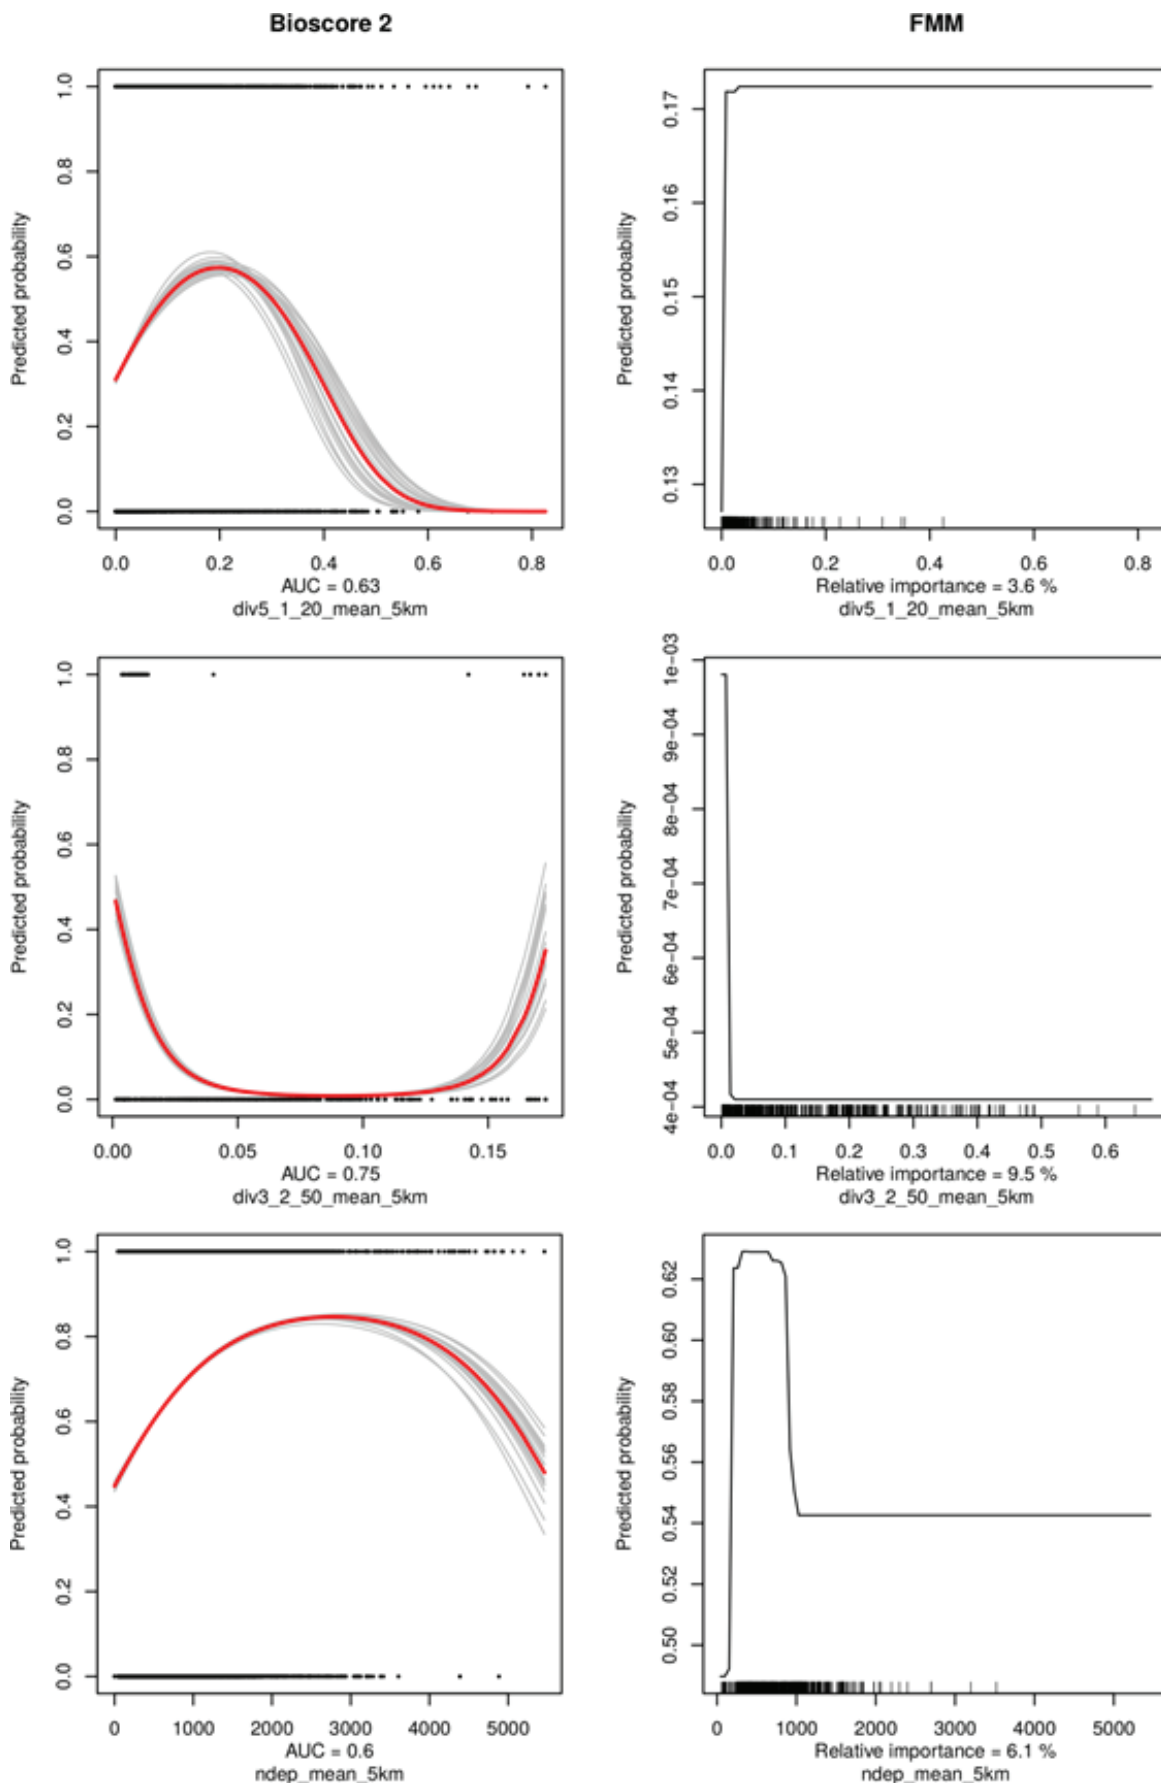 Bioscore 2
FMM
Predicted probability
0.0 0.2 0.4 0.6 0.8 1.0
0.0 0.2 0.4 0.6 0.8
AUC = 0.63
div5_1_20_mean_5km
Predicted probability
0.13 0.14 0.15 0.16 0.17
0.0 0.2 0.4 0.6 0.8
Relative importance = 3.6 %
div5_1_20_mean_5km
Predicted probability
0.0 0.2 0.4 0.6 0.8 1.0
0.00 0.05 0.10 0.15
AUC = 0.75
div3_2_50_mean_5km
Predicted probability
4e−04 5e−04 6e−04 7e−04 8e−04 9e−04 1e−03
0.0 0.1 0.2 0.3 0.4 0.5 0.6
Relative importance = 9.5 %
div3_2_50_mean_5km
Predicted probability
0.0 0.2 0.4 0.6 0.8 1.0
0 1000 2000 3000 4000 5000
AUC = 0.6
ndep_mean_5km
Predicted probability
0.50 0.52 0.54 0.56 0.58 0.60 0.62
0 1000 2000 3000 4000 5000
Relative importance = 6.1 %
ndep_mean_5km